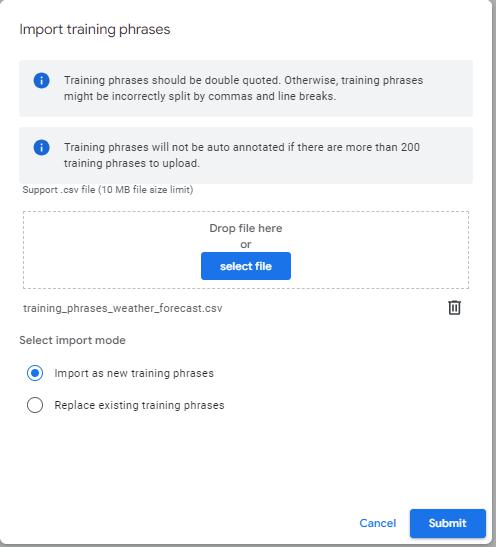 Import training phrases
Training phrases should be double quoted. Otherwise, training phrases
might be incorrectly split by commas and line breaks.
Training phrases will not be auto annotated if there are more than 200
training phrases to upload.
Support .csv file (10 MB file size limit)
Drop file here
or
select file
training_phrases_weather_forecast.csv
Select import mode
Import as new training phrases
Replace existing training phrases
Cancel
Submit